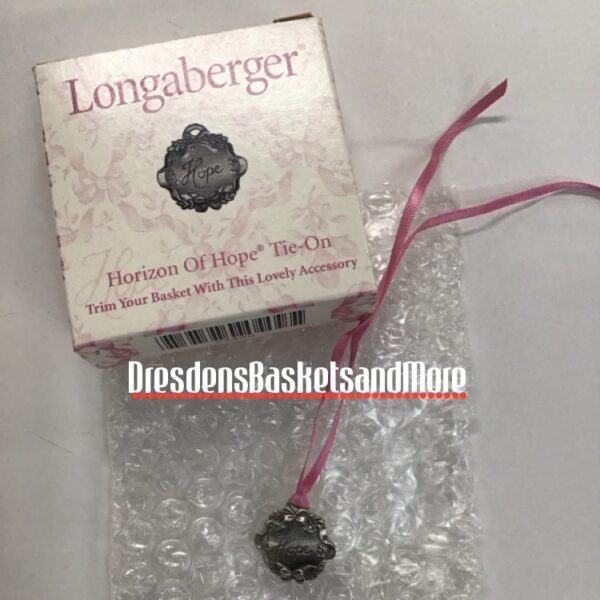 Longaberger®
Hope
Horizon Of Hope® Tie-On
Trim Your Basket With This Lovely Accessory
DresdensBasketsandMore
Hope